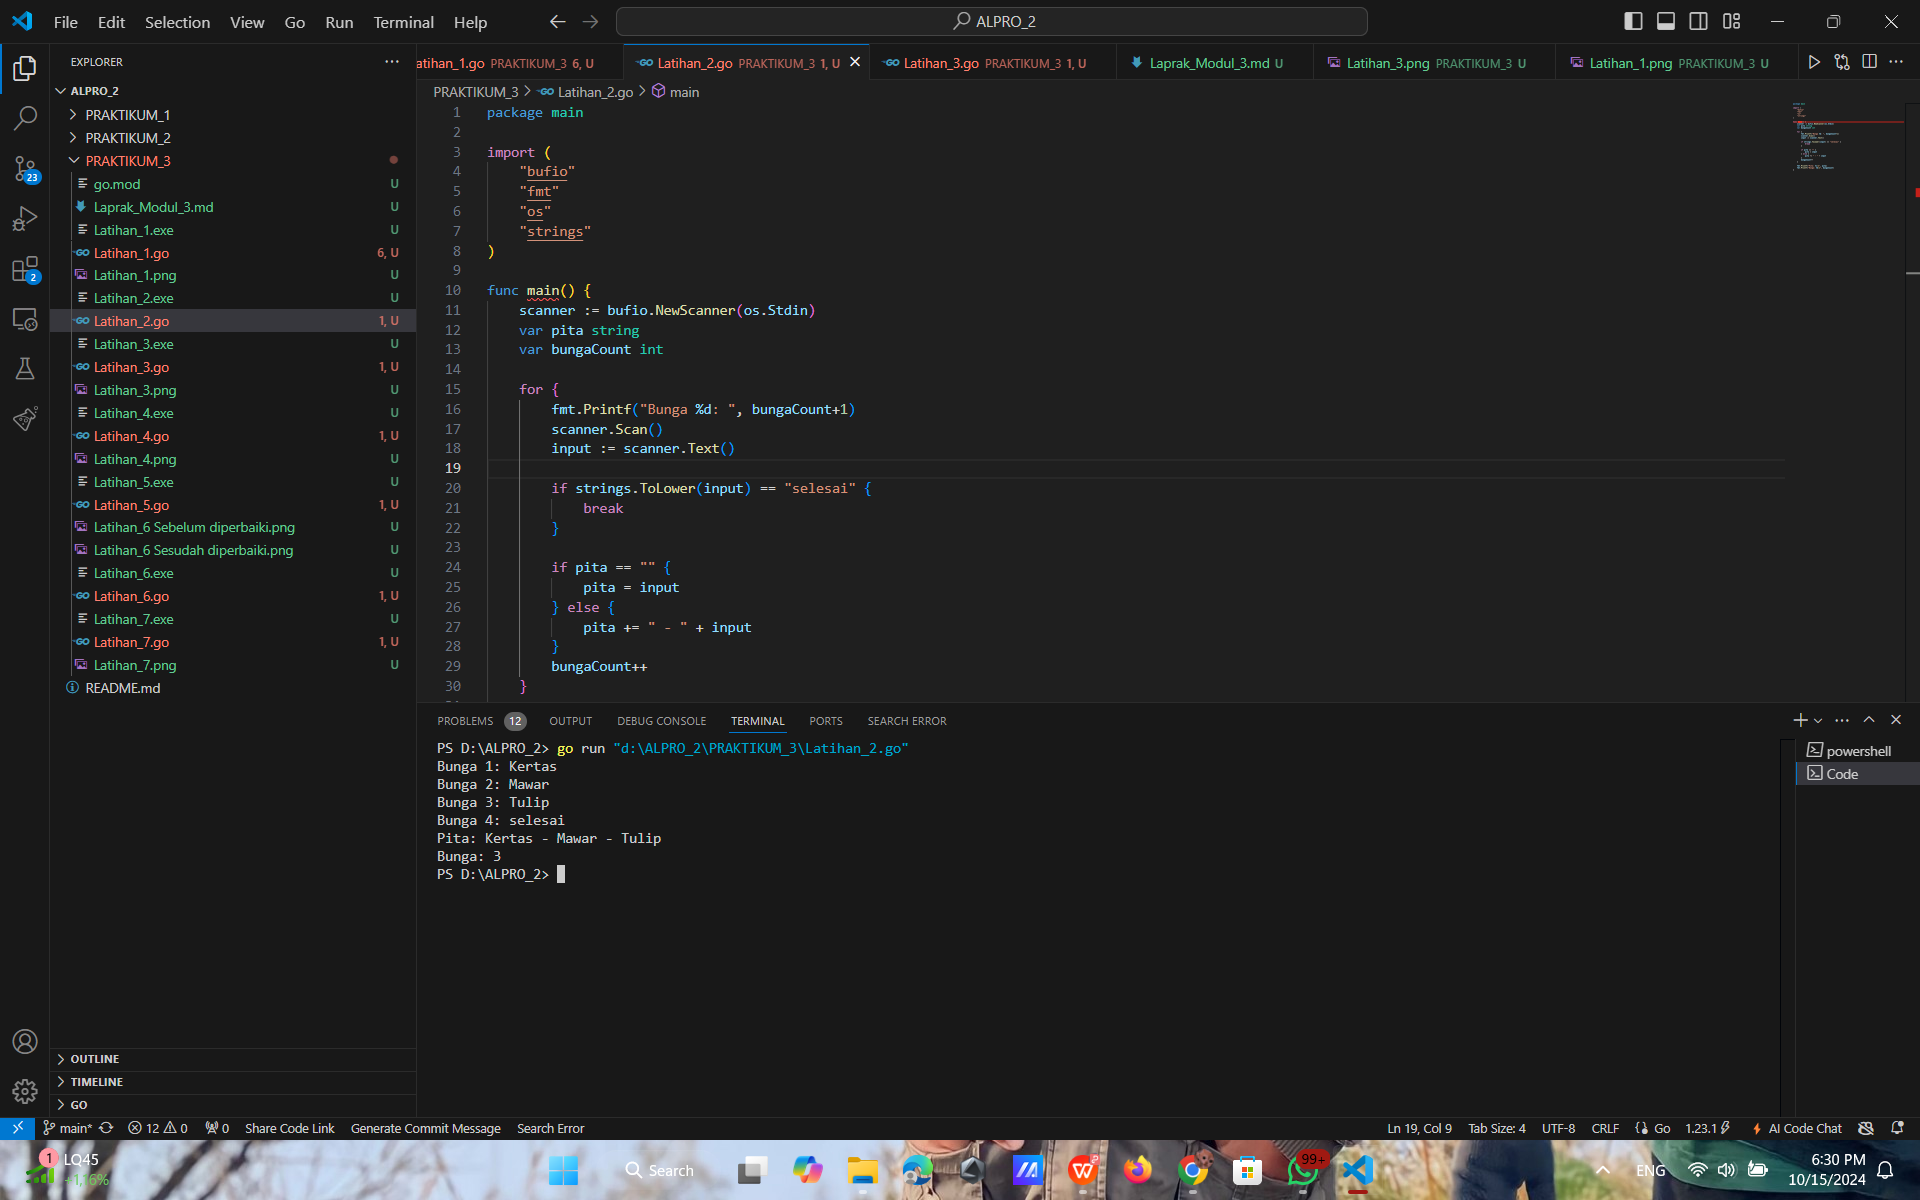 File Edit Selection View Go Run Terminal Help
ALPRO_2
EXPLORER
ALPRO_2
PRAKTIKUM_1
PRAKTIKUM_2
PRAKTIKUM_3
go.mod U
Laprak_Modul_3.md U
Latihan_1.exe U
Latihan_1.go 6, U
Latihan_1.png U
Latihan_2.exe U
Latihan_2.go 1, U
Latihan_3.exe U
Latihan_3.go 1, U
Latihan_3.png U
Latihan_4.exe U
Latihan_4.go 1, U
Latihan_4.png U
Latihan_5.exe U
Latihan_5.go 1, U
Latihan_6 Sebelum diperbaiki.png U
Latihan_6 Sesudah diperbaiki.png U
Latihan_6.exe U
Latihan_6.go 1, U
Latihan_7.exe U
Latihan_7.go 1, U
Latihan_7.png U
README.md
OUTLINE
TIMELINE
GO
23
2
atihan_1.go PRAKTIKUM_3 6, U Latihan_2.go PRAKTIKUM_3 1, U Latihan_3.go PRAKTIKUM_3 1, U Laprak_Modul_3.md U Latihan_3.png PRAKTIKUM_3 U Latihan_1.png PRAKTIKUM_3 U
PRAKTIKUM_3 > Latihan_2.go > main
1 package main
2
3 import (
4 "bufio"
5 "fmt"
6 "os"
7 "strings"
8 )
9
10 func main() {
11 scanner := bufio.NewScanner(os.Stdin)
12 var pita string
13 var bungaCount int
14
15 for {
16 fmt.Printf("Bunga %d: ", bungaCount+1)
17 scanner.Scan()
18 input := scanner.Text()
19
20 if strings.ToLower(input) == "selesai" {
21 break
22 }
23
24 if pita == "" {
25 pita = input
26 } else {
27 pita += " - " + input
28 }
29 bungaCount++
30 }
PROBLEMS 12 OUTPUT DEBUG CONSOLE TERMINAL PORTS SEARCH ERROR
PS D:\ALPRO_2> go run "d:\ALPRO_2\PRAKTIKUM_3\Latihan_2.go"
Bunga 1: Kertas
Bunga 2: Mawar
Bunga 3: Tulip
Bunga 4: selesai
Pita: Kertas - Mawar - Tulip
Bunga: 3
PS D:\ALPRO_2>
powershell
Code
main* 12 0 0 Share Code Link Generate Commit Message Search Error Ln 19, Col 9 Tab Size: 4 UTF-8 CRLF Go 1.23.1 AI Code Chat
1 LQ45
+1,16%
Search
99+
ENG
6:30 PM
10/15/2024